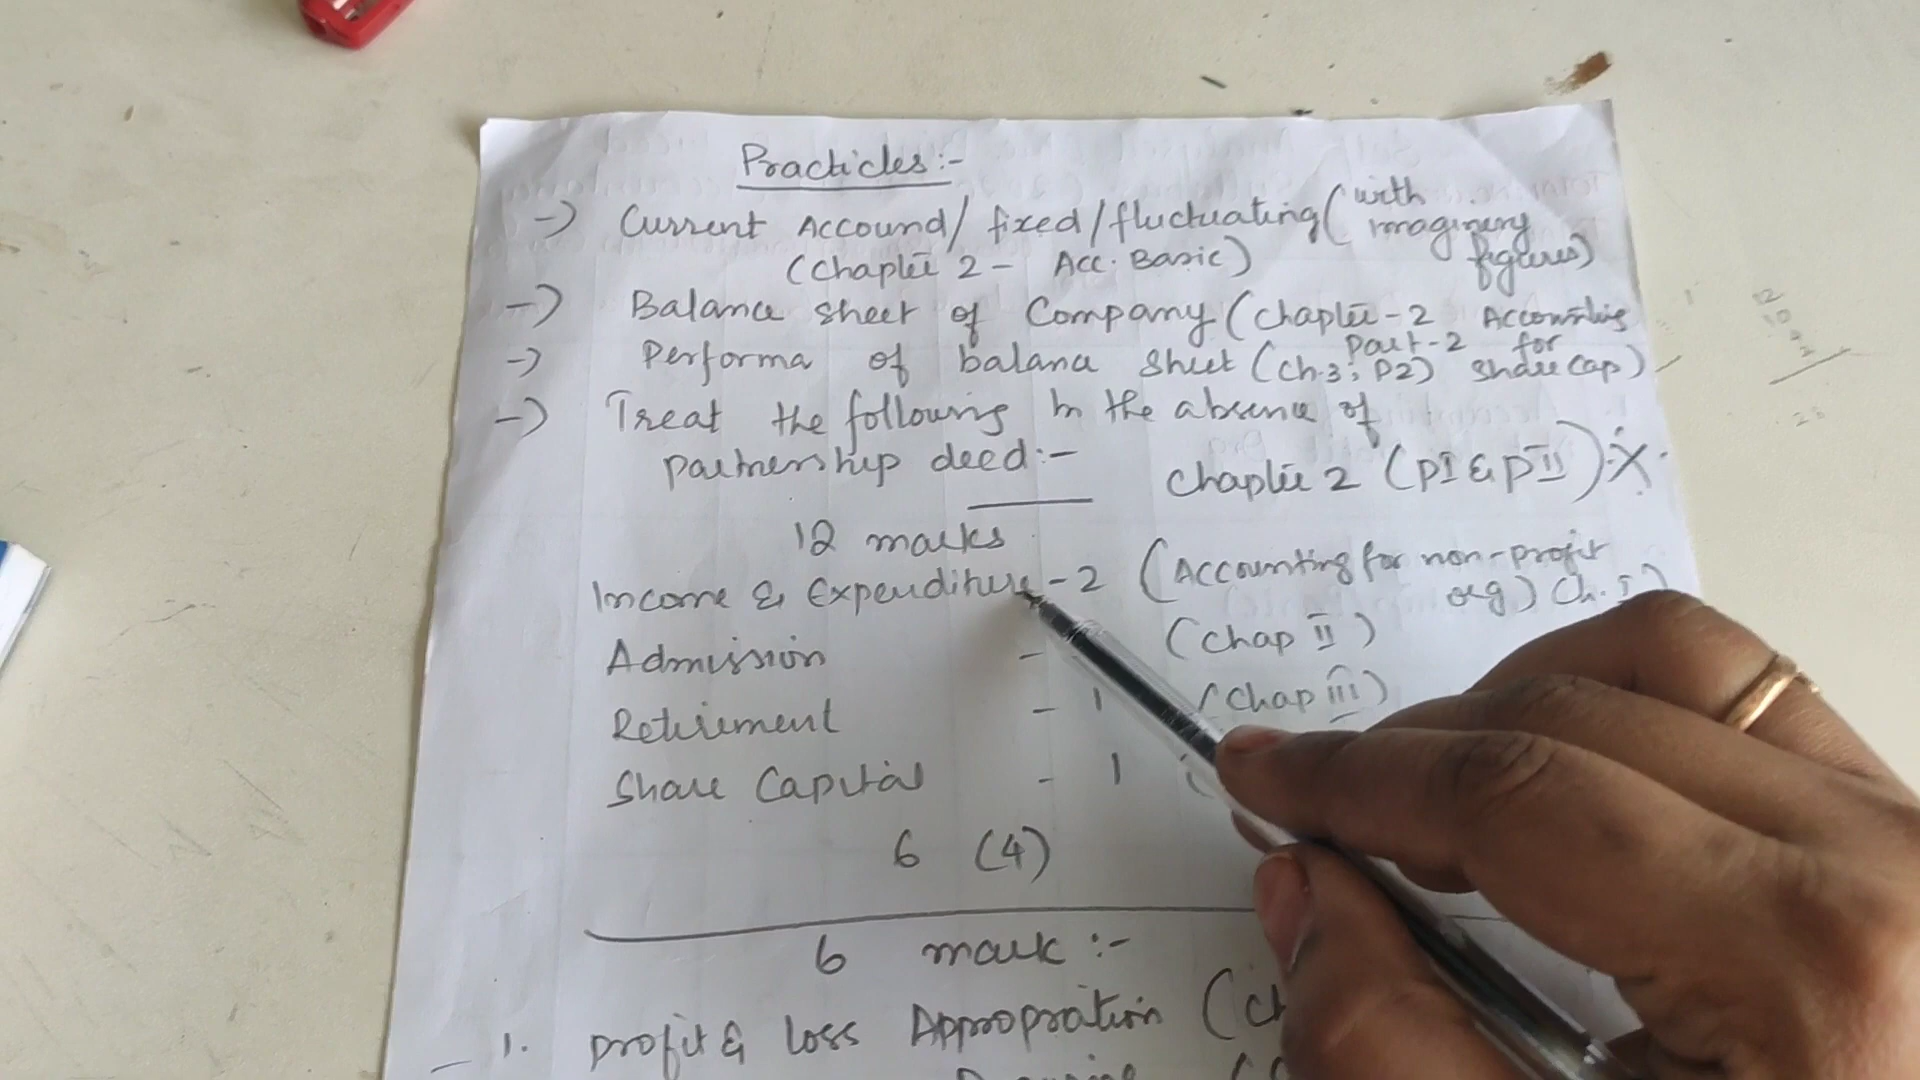 Practicles:-
-> Current Accound/ fixed/fluctuating (with imaginery figures)
(Chapter 2 - Acc. Basic)
-> Balance sheet of Company (Chapter-2 Accounting
part-2 for
-> Performa of balance sheet (Ch.3; P2) share cap)
-> Treat the following in the absence of
partnership deed:- Chapter 2 (PI & PII) X
12 marks
Income & Expenditure - 2 (Accounting for non-profit
org) Ch.
Admission - (Chap II)
Retirement - 1 (Chap III)
Share Capital - 1 (
6 (4)
6 mark :-
1. Profit & loss Appropration (Ch